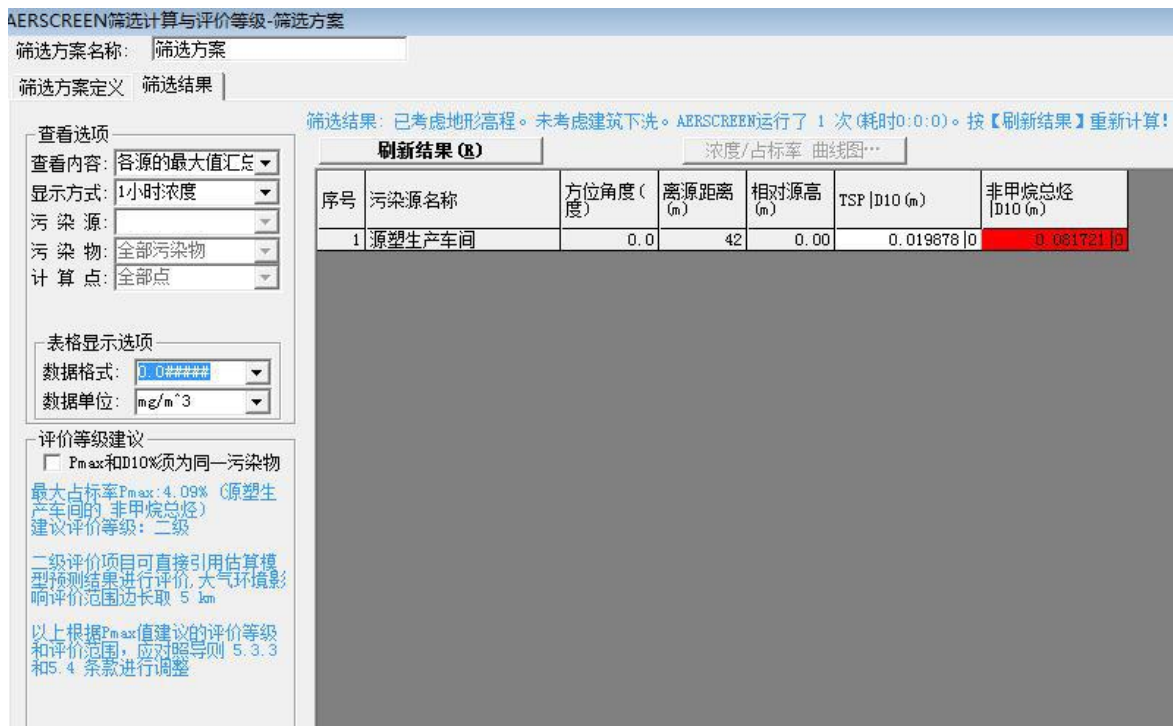 AERSCREEN筛选计算与评价等级-筛选方案
筛选方案名称: 筛选方案
筛选方案定义 筛选结果
筛选结果: 已考虑地形高程。未考虑建筑下洗。AERSCREEN运行了 1 次(耗时0:0:0)。按【刷新结果】重新计算!
刷新结果(R) 浓度/占标率 曲线图…
查看选项
查看内容: 各源的最大值汇总
显示方式: 1小时浓度
污 染 源:
污 染 物: 全部污染物
计 算 点: 全部点
序号 污染源名称 方位角度(度) 离源距离(m) 相对源高(m) TSP|D10(m) 非甲烷总烃|D10(m)
1 源塑生产车间 0.0 42 0.00 0.019878|0 0.081721|0
表格显示选项
数据格式: 0.0#####
数据单位: mg/m^3
评价等级建议
Pmax和D10%须为同一污染物
最大占标率Pmax:4.09% (源塑生
产车间的 非甲烷总烃)
建议评价等级: 二级
二级评价项目可直接引用估算模
型预测结果进行评价,大气环境影
响评价范围边长取 5 km
以上根据Pmax值建议的评价等级
和评价范围,应对照导则 5.3.3
和5.4 条款进行调整